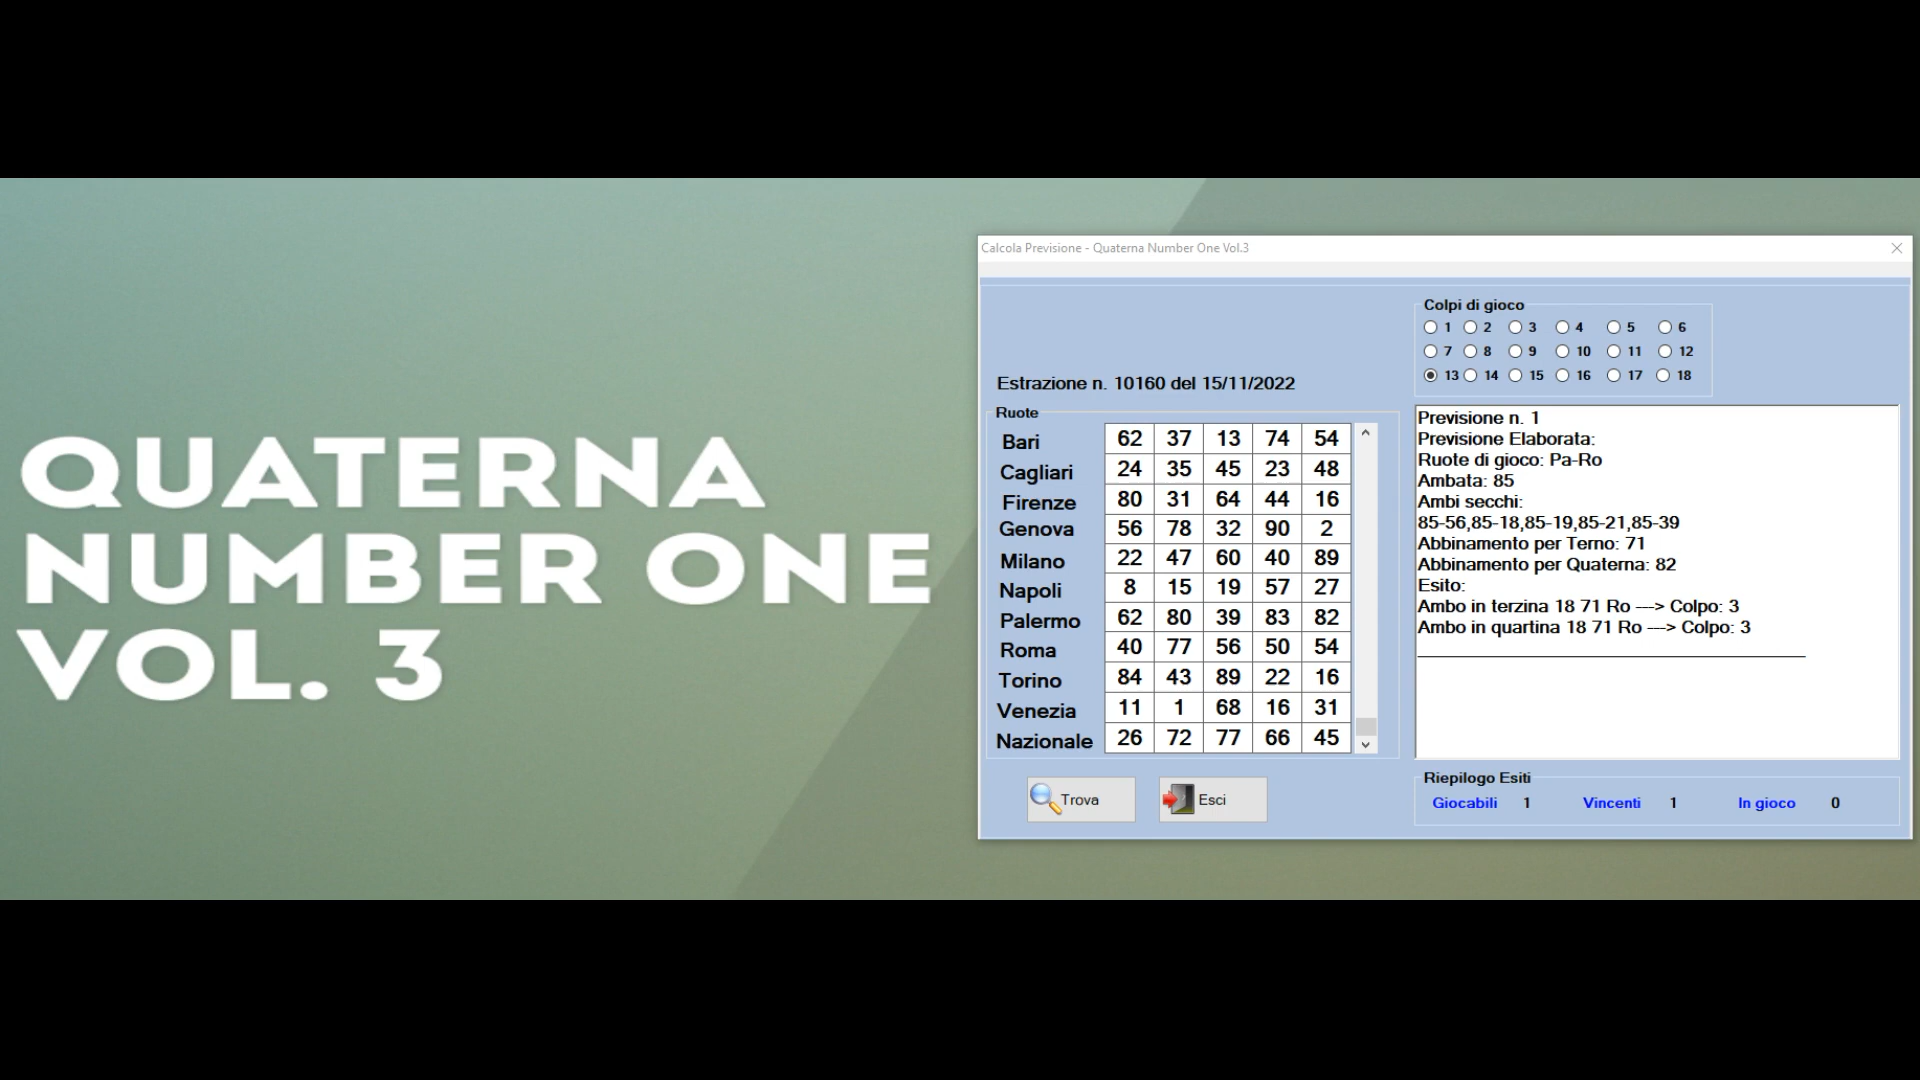 QUATERNA
NUMBER ONE
VOL. 3
Calcola Previsione - Quaterna Number One Vol.3
Estrazione n. 10160 del 15/11/2022
Ruote
Bari 62 37 13 74 54
Cagliari 24 35 45 23 48
Firenze 80 31 64 44 16
Genova 56 78 32 90 2
Milano 22 47 60 40 89
Napoli 8 15 19 57 27
Palermo 62 80 39 83 82
Roma 40 77 56 50 54
Torino 84 43 89 22 16
Venezia 11 1 68 16 31
Nazionale 26 72 77 66 45
Trova Esci
Colpi di gioco
1 2 3 4 5 6
7 8 9 10 11 12
13 14 15 16 17 18
Previsione n. 1
Previsione Elaborata:
Ruote di gioco: Pa-Ro
Ambata: 85
Ambi secchi:
85-56,85-18,85-19,85-21,85-39
Abbinamento per Terno: 71
Abbinamento per Quaterna: 82
Esito:
Ambo in terzina 18 71 Ro ---> Colpo: 3
Ambo in quartina 18 71 Ro ---> Colpo: 3
Riepilogo Esiti
Giocabili 1 Vincenti 1 In gioco 0